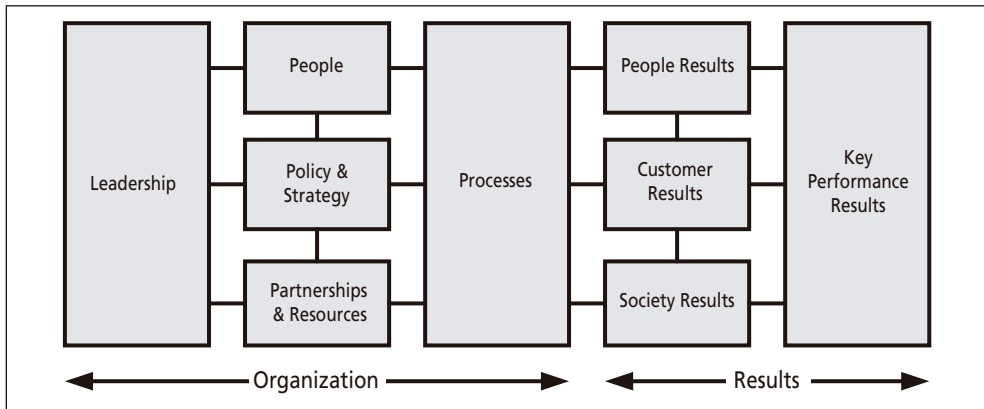 Leadership
People
Policy &
Strategy
Partnerships
& Resources
Processes
People Results
Customer
Results
Society Results
Key
Performance
Results
Organization
Results